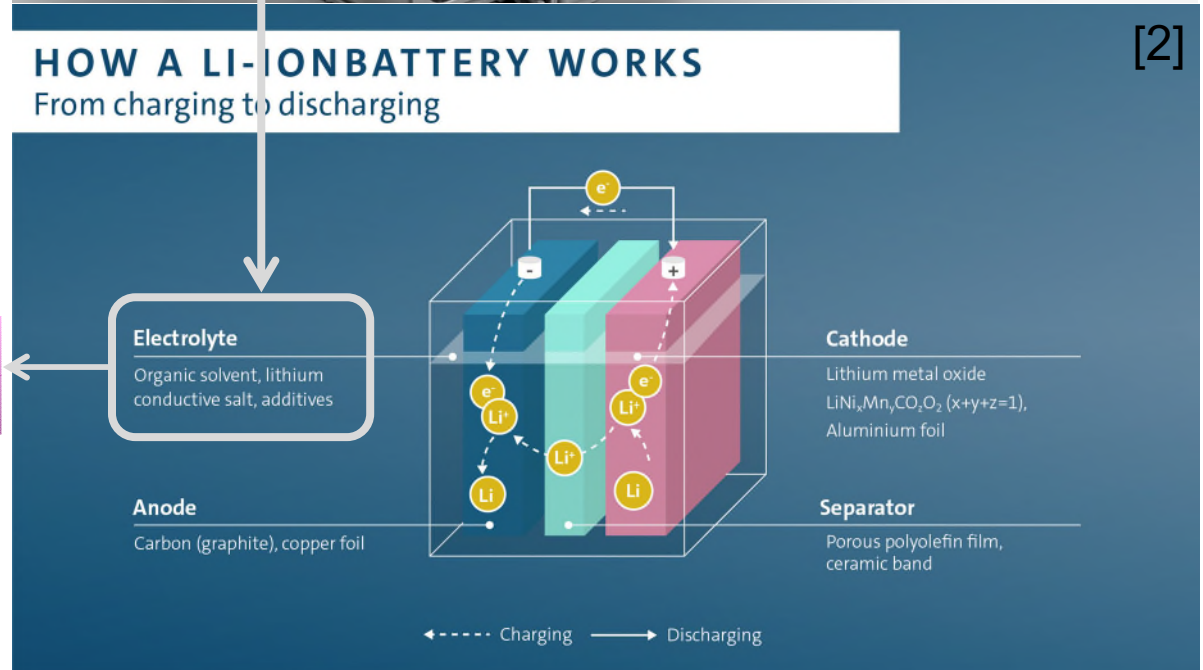 [2]
HOW A LI-IONBATTERY WORKS
From charging to discharging
e-
-
+
Electrolyte
Organic solvent, lithium
conductive salt, additives
Cathode
Lithium metal oxide
LiNiₓMnᵧCO₂O₂ (x+y+z=1),
Aluminium foil
e-
Li+
e-
Li+
Li+
Li
Li
Anode
Carbon (graphite), copper foil
Separator
Porous polyolefin film,
ceramic band
Charging
Discharging